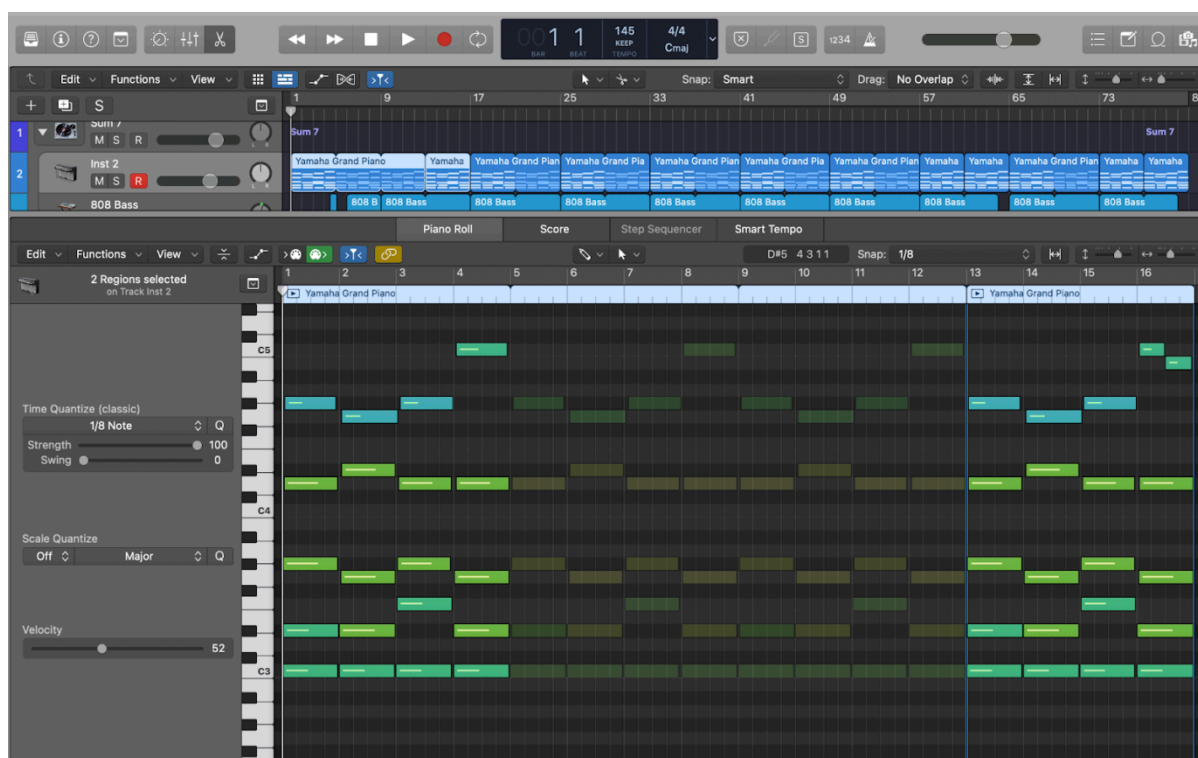 001 1 145 4/4 1234
KEEP Cmaj
BAR BEAT TEMPO
Edit Functions View Snap: Smart Drag: No Overlap
S 1 9 17 25 33 41 49 57 65 73
1 Sum 7 Sum 7 Sum 7
M S R L R
2 Inst 2 Yamaha Grand Piano Yamaha Yamaha Grand Pian Yamaha Grand Pia Yamaha Grand Pian Yamaha Grand Pia Yamaha Grand Pian Yamaha Yamaha Yamaha Grand Pian Yamaha Yamaha
M S R L R
808 Bass 808 B 808 Bass 808 Bass 808 Bass 808 Bass 808 Bass 808 Bass 808 Bass 808 Bass 808 Bass
Piano Roll Score Step Sequencer Smart Tempo
Edit Functions View D#5 4 3 1 1 Snap: 1/8
2 Regions selected 1 2 3 4 5 6 7 8 9 10 11 12 13 14 15 16
on Track Inst 2 Yamaha Grand Piano Yamaha Grand Piano
C5
Time Quantize (classic)
1/8 Note Q
Strength 100
Swing 0
C4
Scale Quantize
Off Major Q
Velocity
52
C3